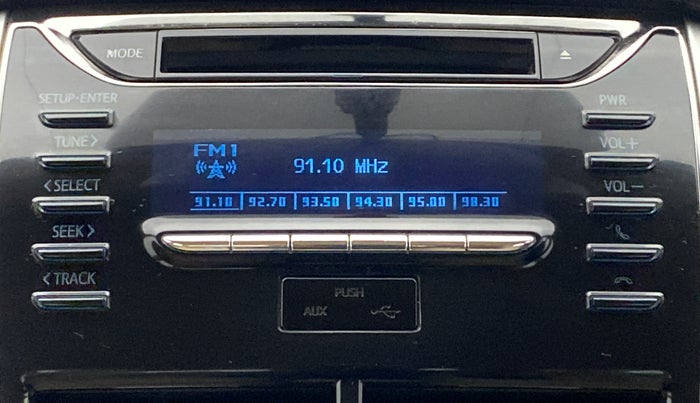 MODE
SETUP·ENTER
PWR
TUNE>
VOL+
FM1
91.10 MHz
<SELECT
VOL−
91.10 92.70 93.50 94.30 95.00 98.30
SEEK>
<TRACK
PUSH
AUX